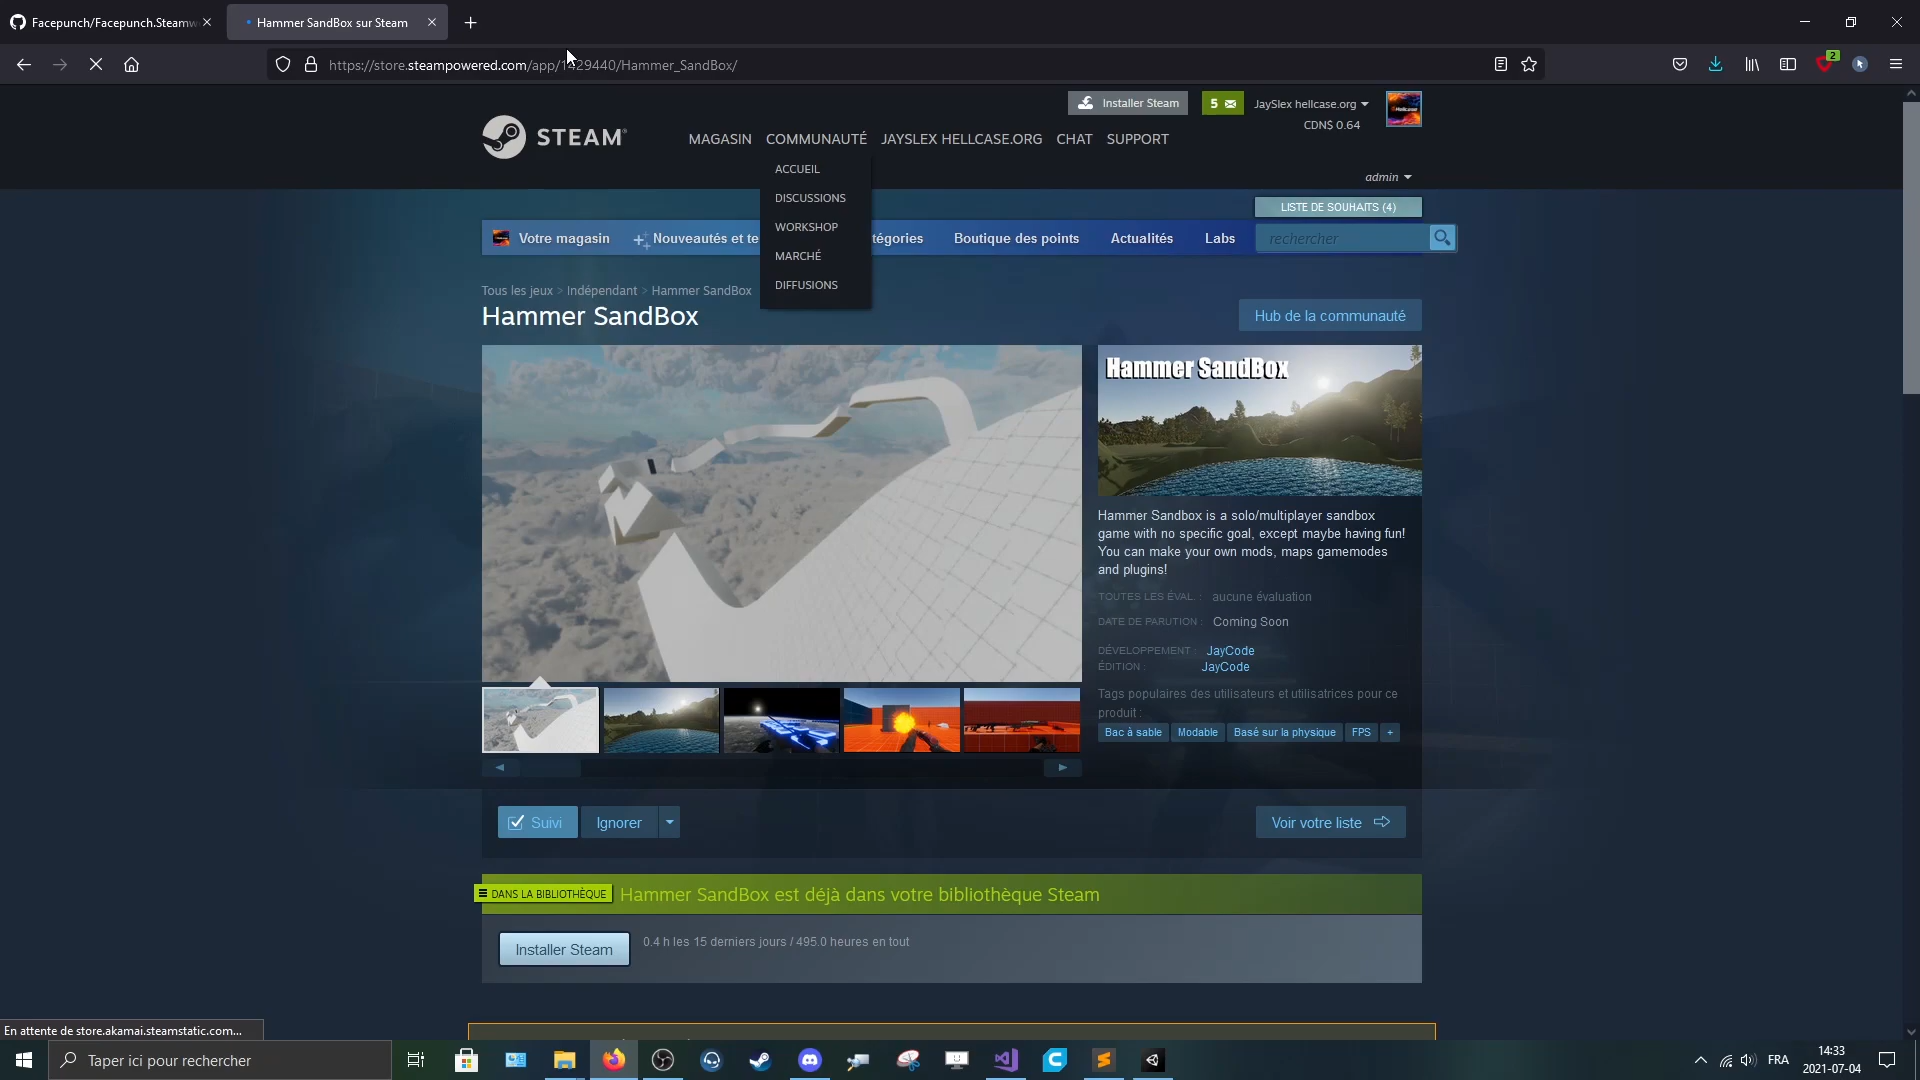 Facepunch/Facepunch.Steamw
Hammer SandBox sur Steam
https://store.steampowered.com/app/1429440/Hammer_SandBox/
2
Installer Steam
5
JaySlex hellcase.org
CDN$ 0.64
STEAM
MAGASIN COMMUNAUTÉ JAYSLEX HELLCASE.ORG CHAT SUPPORT
ACCUEIL
DISCUSSIONS
WORKSHOP
MARCHÉ
DIFFUSIONS
admin
LISTE DE SOUHAITS (4)
Votre magasin
Nouveautés et te
tégories
Boutique des points
Actualités
Labs
rechercher
Tous les jeux > Indépendant > Hammer SandBox
Hammer SandBox
Hub de la communauté
Hammer SandBox
Hammer Sandbox is a solo/multiplayer sandbox
game with no specific goal, except maybe having fun!
You can make your own mods, maps gamemodes
and plugins!
TOUTES LES ÉVAL. : aucune évaluation
DATE DE PARUTION : Coming Soon
DÉVELOPPEMENT : JayCode
ÉDITION : JayCode
Tags populaires des utilisateurs et utilisatrices pour ce
produit :
Bac à sable
Modable
Basé sur la physique
FPS
+
Suivi
Ignorer
Voir votre liste
DANS LA BIBLIOTHÈQUE
Hammer SandBox est déjà dans votre bibliothèque Steam
Installer Steam
0.4 h les 15 derniers jours / 495.0 heures en tout
En attente de store.akamai.steamstatic.com...
Taper ici pour rechercher
FRA
14:33
2021-07-04